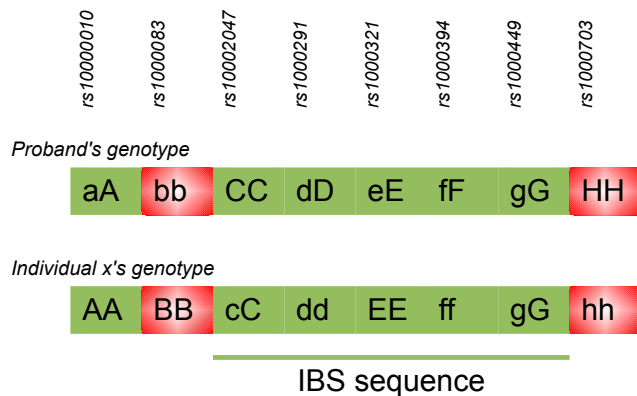 rs10000010
rs1000083
rs10002047
rs1000291
rs1000321
rs1000394
rs1000449
rs1000703
Proband's genotype
aA bb CC dD eE fF gG HH
Individual x's genotype
AA BB cC dd EE ff gG hh
IBS sequence